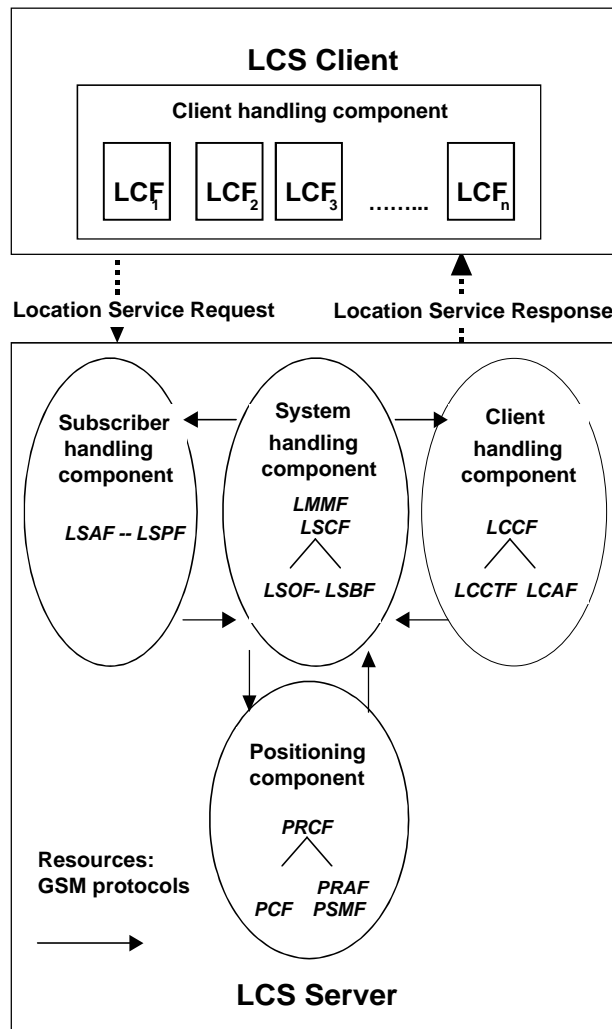 LCS Client
Client handling component
LCF1 LCF2 LCF3 ……... LCFn
Location Service Request
Location Service Response
Subscriber
handling
component
LSAF -- LSPF
System
handling
component
LMMF
LSCF
LSOF- LSBF
Client
handling
component
LCCF
LCCTF LCAF
Positioning
component
PRCF
PCF
PRAF
PSMF
Resources:
GSM protocols
LCS Server